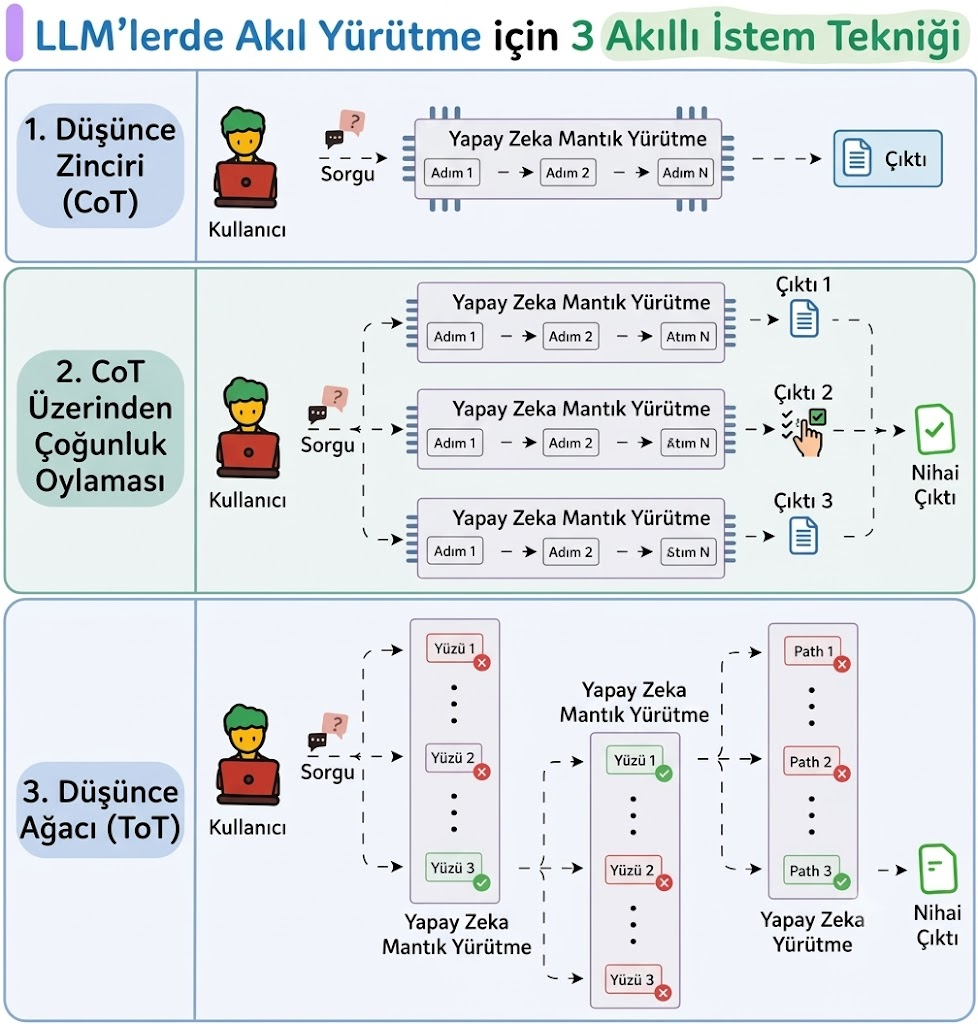 LLM'lerde Akıl Yürütme için 3 Akıllı İstem Tekniği
1. Düşünce
Zinciri
(CoT)
Kullanıcı
?
Sorgu
Yapay Zeka Mantık Yürütme
Adım 1
Adım 2
Adım N
Çıktı
2. CoT
Üzerinden
Çoğunluk
Oylaması
Kullanıcı
?
Sorgu
Yapay Zeka Mantık Yürütme
Adım 1
Adım 2
Atım N
Çıktı 1
Yapay Zeka Mantık Yürütme
Adım 1
Adım 2
N
Çıktı 2
Yapay Zeka Mantık Yürütme
Adım 1
Adım 2
N
Çıktı 3
Nihai
Çıktı
3. Düşünce
Ağacı (ToT)
Kullanıcı
?
Sorgu
Yüzü 1
Yüzü 2
Yüzü 3
Yapay Zeka
Mantık Yürütme
Yapay Zeka
Mantık Yürütme
Yüzü 1
Yüzü 2
Yüzü 3
Path 1
Path 2
Path 3
Yapay Zeka
Yürütme
Nihai
Çıktı